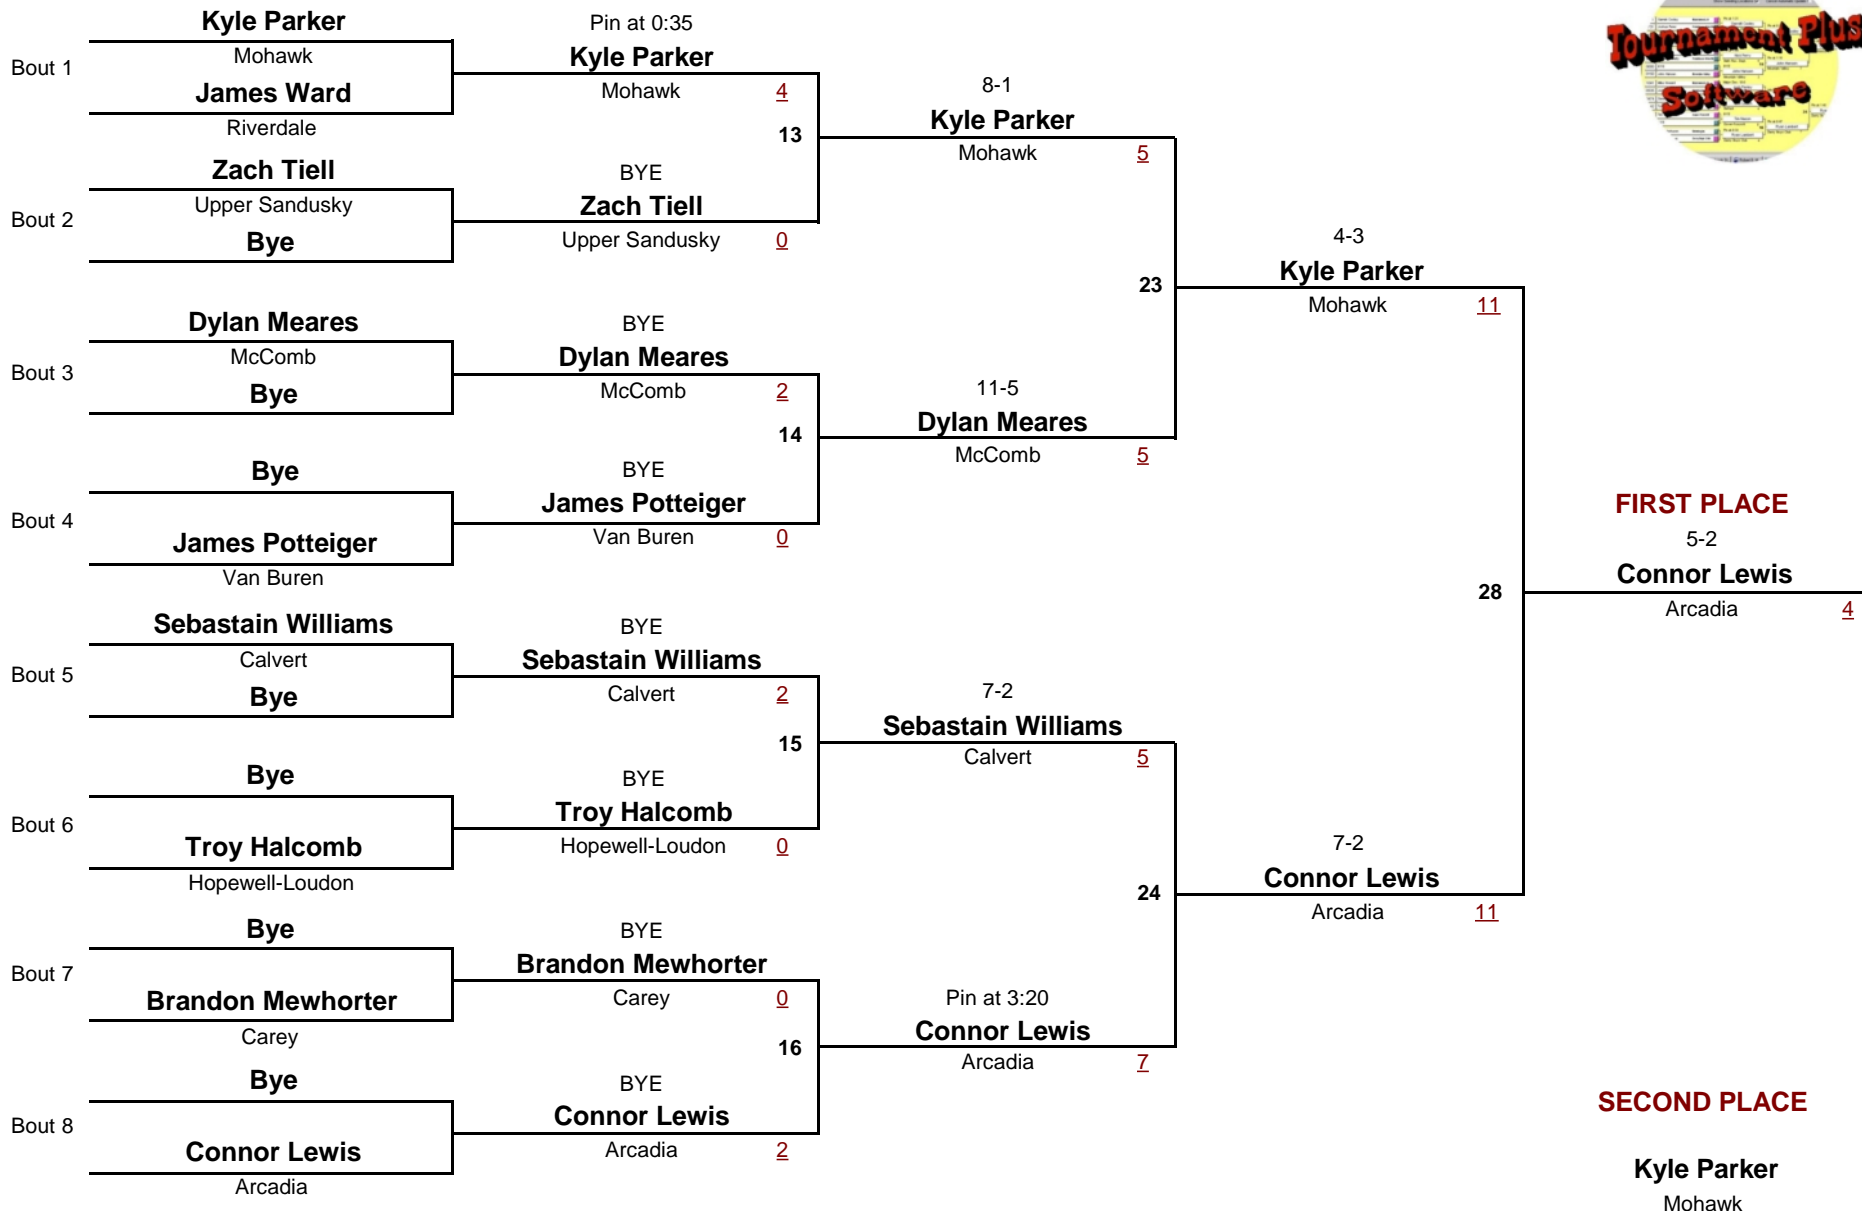 Tournament Plus
Software
Bout 1
Kyle Parker
Mohawk
James Ward
Riverdale
Bout 2
Zach Tiell
Upper Sandusky
Bye
Bout 3
Dylan Meares
McComb
Bye
Bout 4
Bye
James Potteiger
Van Buren
Bout 5
Sebastain Williams
Calvert
Bye
Bout 6
Bye
Troy Halcomb
Hopewell-Loudon
Bout 7
Bye
Brandon Mewhorter
Carey
Bout 8
Bye
Connor Lewis
Arcadia
Pin at 0:35
Kyle Parker
Mohawk 4
13
BYE
Zach Tiell
Upper Sandusky 0
BYE
Dylan Meares
McComb 2
14
BYE
James Potteiger
Van Buren 0
BYE
Sebastain Williams
Calvert 2
15
BYE
Troy Halcomb
Hopewell-Loudon 0
BYE
Brandon Mewhorter
Carey 0
16
BYE
Connor Lewis
Arcadia 2
8-1
Kyle Parker
Mohawk 5
23
11-5
Dylan Meares
McComb 5
7-2
Sebastain Williams
Calvert 5
24
Pin at 3:20
Connor Lewis
Arcadia 7
4-3
Kyle Parker
Mohawk 11
28
7-2
Connor Lewis
Arcadia 11
FIRST PLACE
5-2
Connor Lewis
Arcadia 4
SECOND PLACE
Kyle Parker
Mohawk